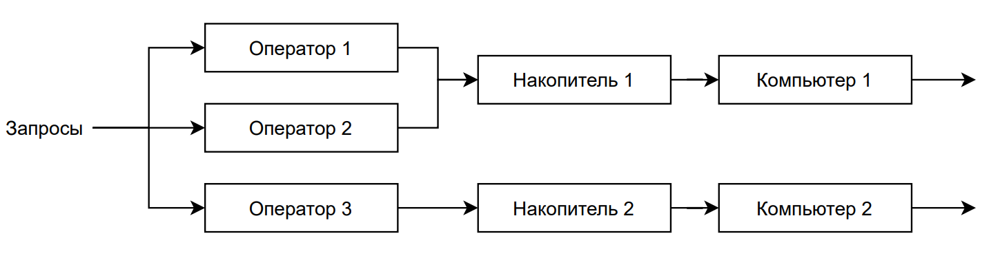 Оператор 1
Накопитель 1
Компьютер 1
Запросы
Оператор 2
Оператор 3
Накопитель 2
Компьютер 2